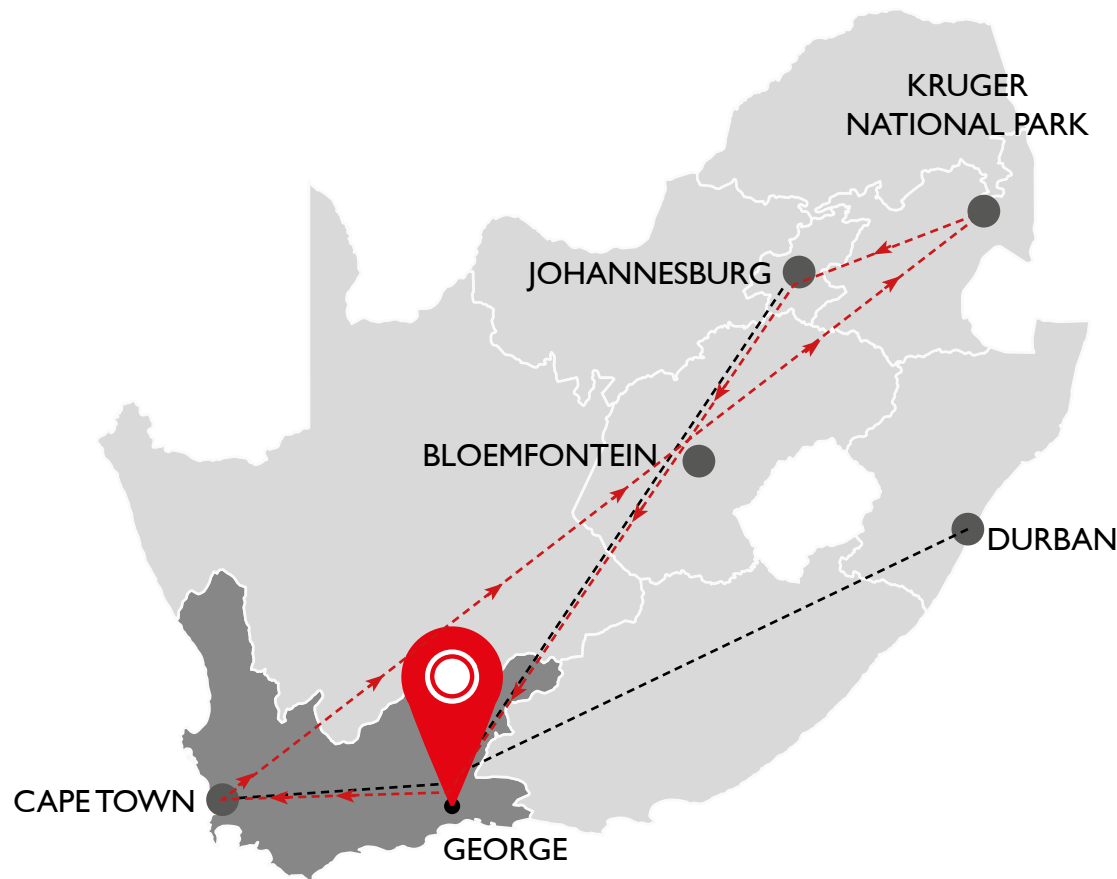 KRUGER
NATIONAL PARK
JOHANNESBURG
BLOEMFONTEIN
DURBAN
CAPE TOWN
GEORGE